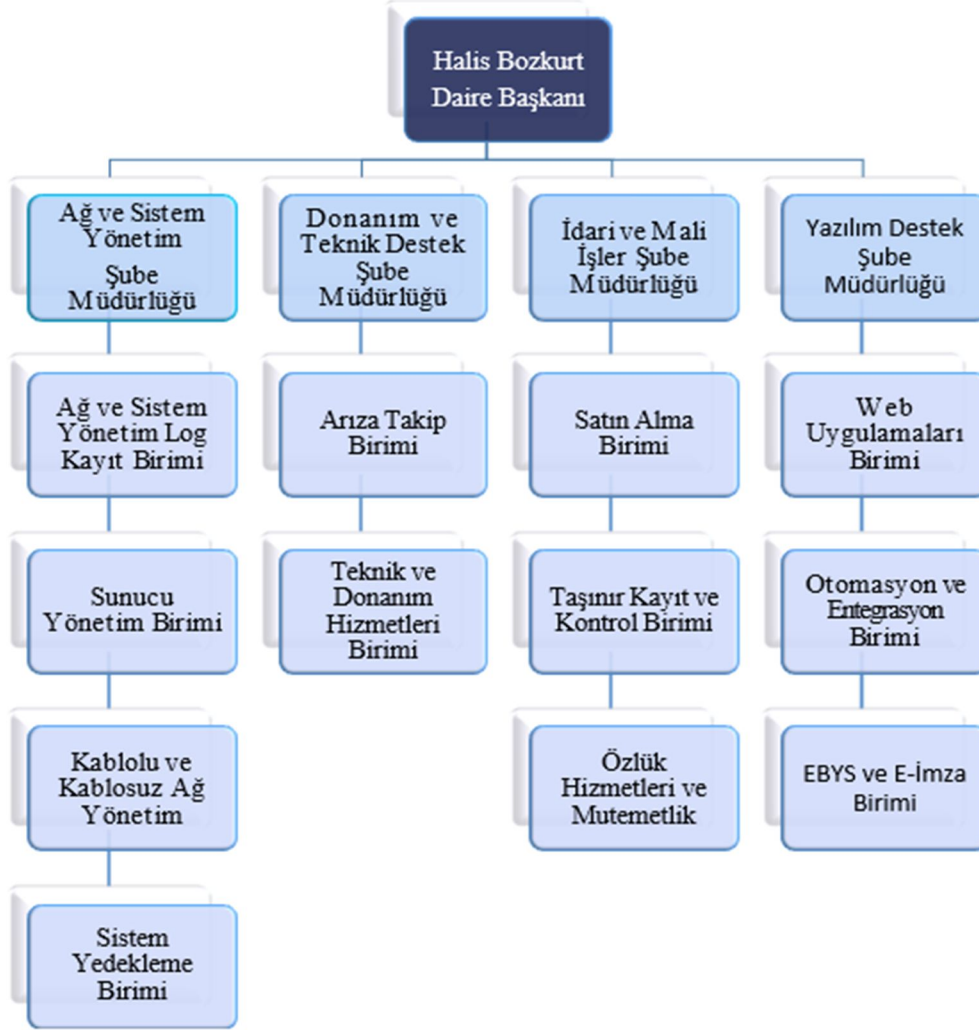 Halis Bozkurt
Daire Başkanı
Ağ ve Sistem
Yönetim
Şube
Müdürlüğü
Donanım ve
Teknik Destek
Şube
Müdürlüğü
İdari ve Mali
İşler Şube
Müdürlüğü
Yazılım Destek
Şube
Müdürlüğü
Ağ ve Sistem
Yönetim Log
Kayıt Birimi
Arıza Takip
Birimi
Satın Alma
Birimi
Web
Uygulamaları
Birimi
Sunucu
Yönetim Birimi
Teknik ve
Donanım
Hizmetleri
Birimi
Taşınır Kayıt ve
Kontrol Birimi
Otomasyon ve
Entegrasyon
Birimi
Kablolu ve
Kablosuz Ağ
Yönetim
Özlük
Hizmetleri ve
Mutemetlik
EBYS ve E-İmza
Birimi
Sistem
Yedekleme
Birimi